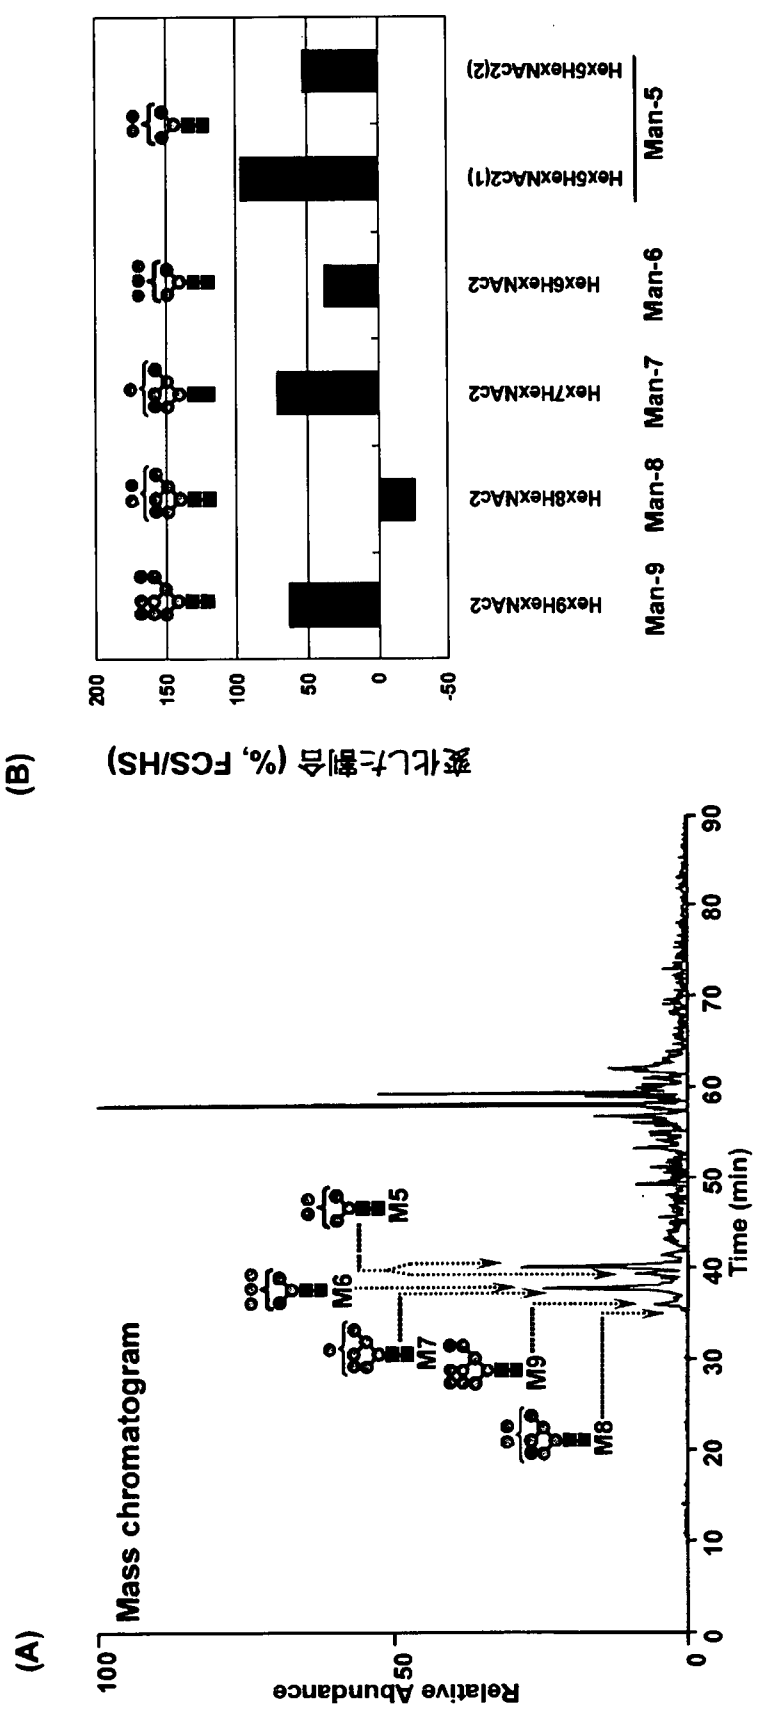 (A)
Mass chromatogram
Relative Abundance
100
50
0
M8
M9
M7
M6
M5
0 10 20 30 40 50 60 70 80 90
Time (min)
(B)
変化した割合 (%, FCS/HS)
200
150
100
50
0
-50
Hex9HexNAc2 Hex8HexNAc2 Hex7HexNAc2 Hex6HexNAc2 Hex5HexNAc2(1) Hex5HexNAc2(2)
Man-9 Man-8 Man-7 Man-6 Man-5